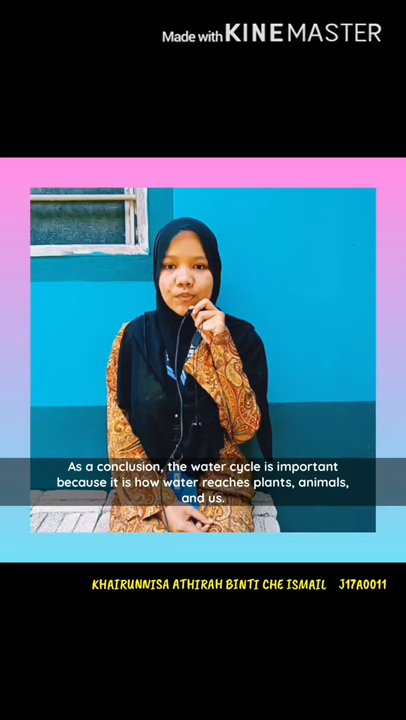 Made with KINEMASTER
As a conclusion, the water cycle is important
because it is how water reaches plants, animals,
and us.
KHAIRUNNISA ATHIRAH BINTI CHE ISMAIL J17A0011